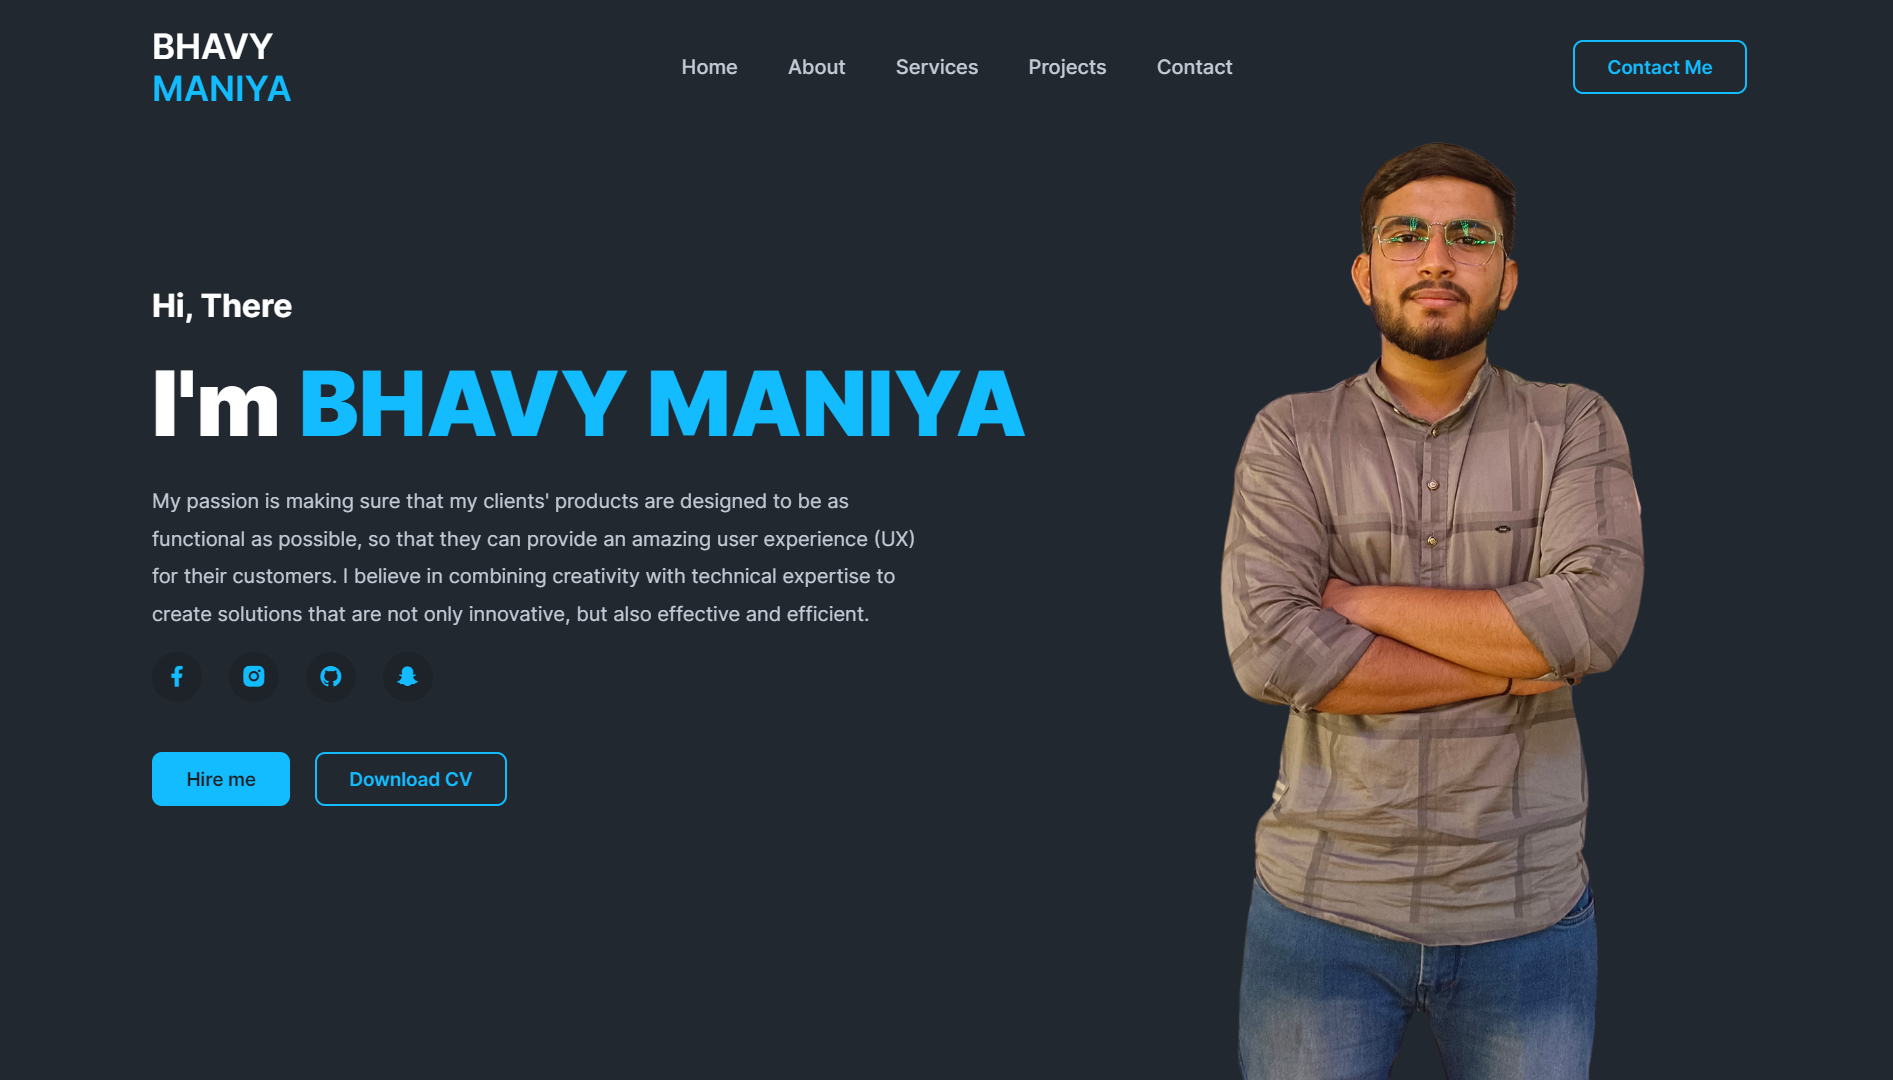 BHAVY
MANIYA
Home About Services Projects Contact
Contact Me
Hi, There
I'm BHAVY MANIYA
My passion is making sure that my clients' products are designed to be as
functional as possible, so that they can provide an amazing user experience (UX)
for their customers. I believe in combining creativity with technical expertise to
create solutions that are not only innovative, but also effective and efficient.
Hire me
Download CV